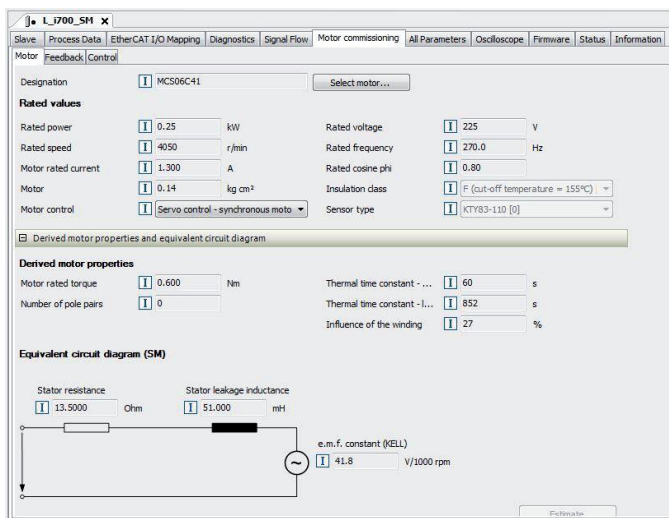 L_i700_SM X
Slave Process Data EtherCAT I/O Mapping Diagnostics Signal Flow Motor commissioning All Parameters Oscilloscope Firmware Status Information
Motor Feedback Control
Designation I MCS06C41 Select motor...
Rated values
Rated power I 0.25 kW Rated voltage I 225 V
Rated speed I 4050 r/min Rated frequency I 270.0 Hz
Motor rated current I 1.300 A Rated cosine phi I 0.80
Motor I 0.14 kg cm² Insulation class I F (cut-off temperature = 155°C)
Motor control I Servo control - synchronous moto Sensor type I KTY83-110 [0]
Derived motor properties and equivalent circuit diagram
Derived motor properties
Motor rated torque I 0.600 Nm Thermal time constant - ... I 60 s
Number of pole pairs I 0 Thermal time constant - l... I 852 s
Influence of the winding I 27 %
Equivalent circuit diagram (SM)
Stator resistance Stator leakage inductance
I 13.5000 Ohm I 51.000 mH
e.m.f. constant (KELL)
I 41.8 V/1000 rpm
Estimate